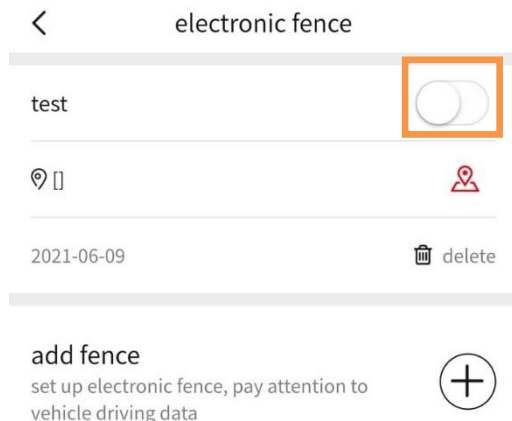 electronic fence
test
[]
2021-06-09 delete
add fence
set up electronic fence, pay attention to
vehicle driving data